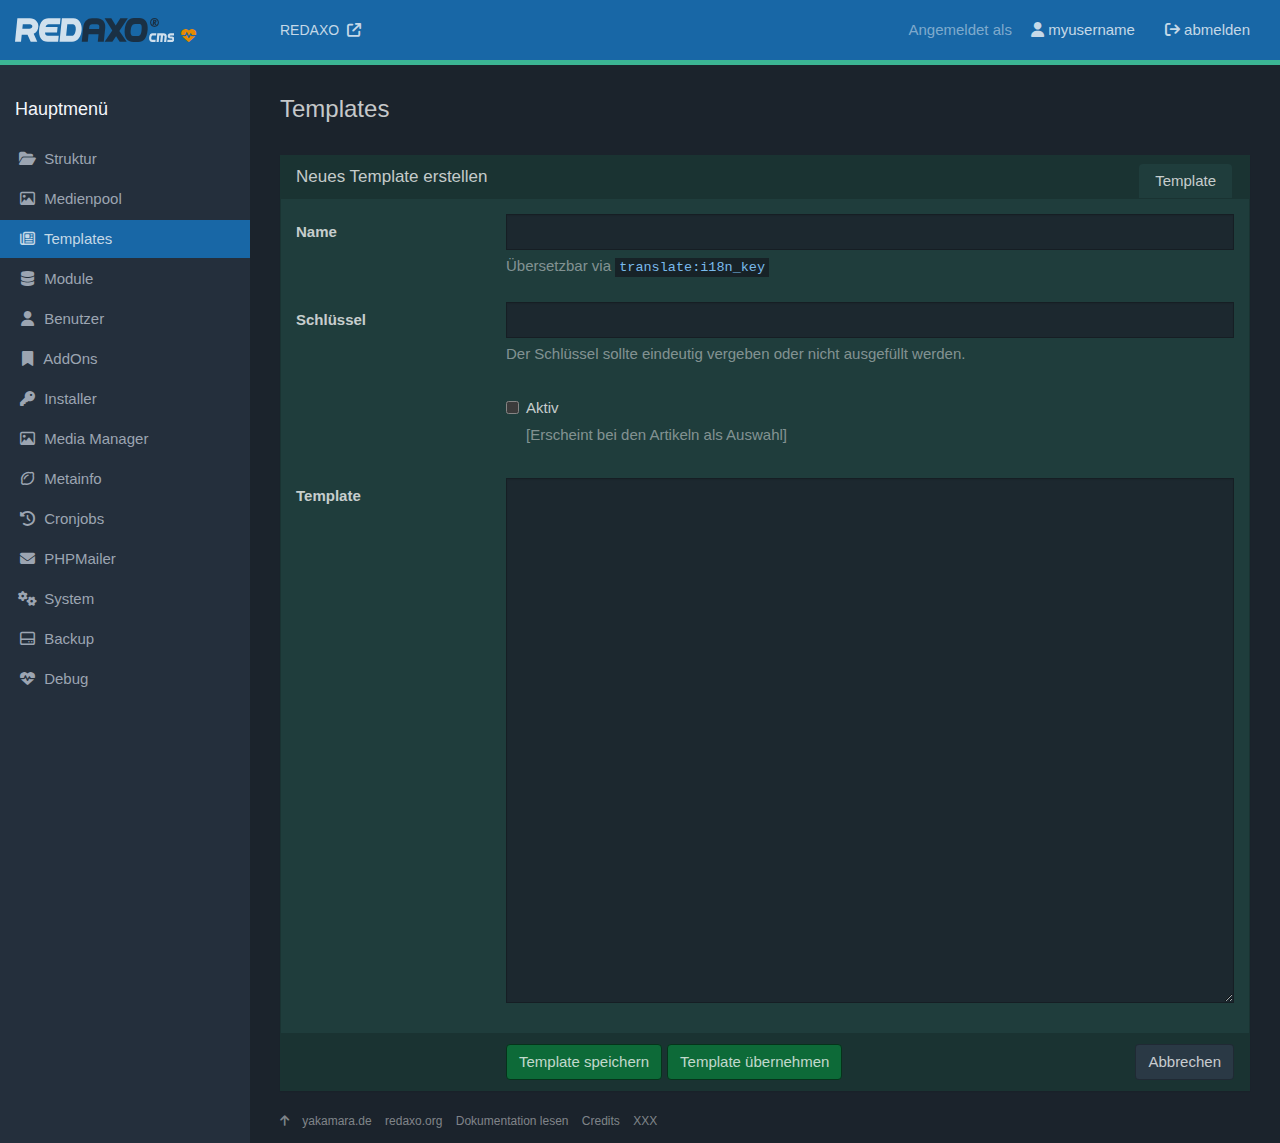 REDAXO® cms
REDAXO
Angemeldet als myusername abmelden
Hauptmenü
Struktur
Medienpool
Templates
Module
Benutzer
AddOns
Installer
Media Manager
Metainfo
Cronjobs
PHPMailer
System
Backup
Debug
Templates
Neues Template erstellen
Template
Name
Übersetzbar via translate:i18n_key
Schlüssel
Der Schlüssel sollte eindeutig vergeben oder nicht ausgefüllt werden.
Aktiv
[Erscheint bei den Artikeln als Auswahl]
Template
Template speichern Template übernehmen Abbrechen
yakamara.de redaxo.org Dokumentation lesen Credits XXX